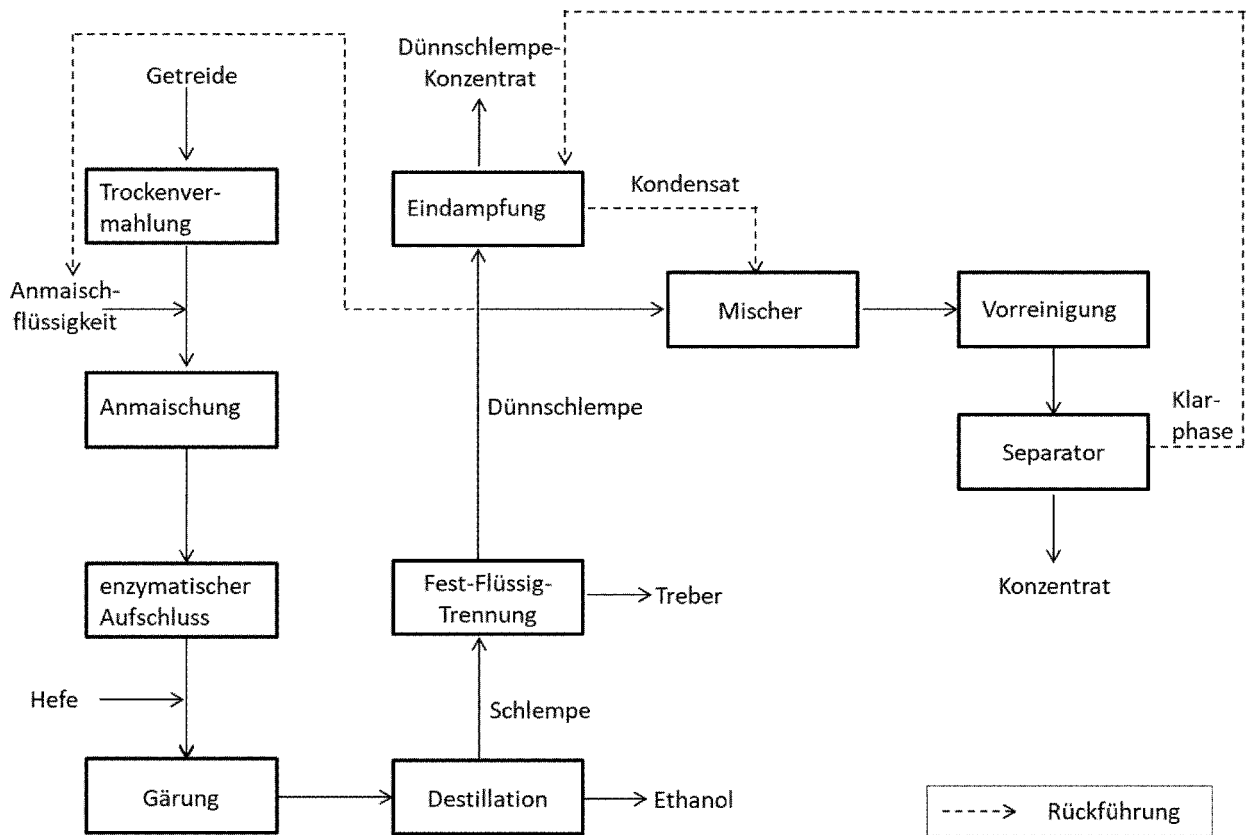 Getreide
Trockenver-
mahlung
Anmaisch-
flüssigkeit
Anmaischung
enzymatischer
Aufschluss
Hefe
Gärung
Dünnschlempe-
Konzentrat
Eindampfung
Kondensat
Dünnschlempe
Fest-Flüssig-
Trennung
Treber
Schlempe
Destillation
Ethanol
Mischer
Vorreinigung
Klar-
phase
Separator
Konzentrat
Rückführung